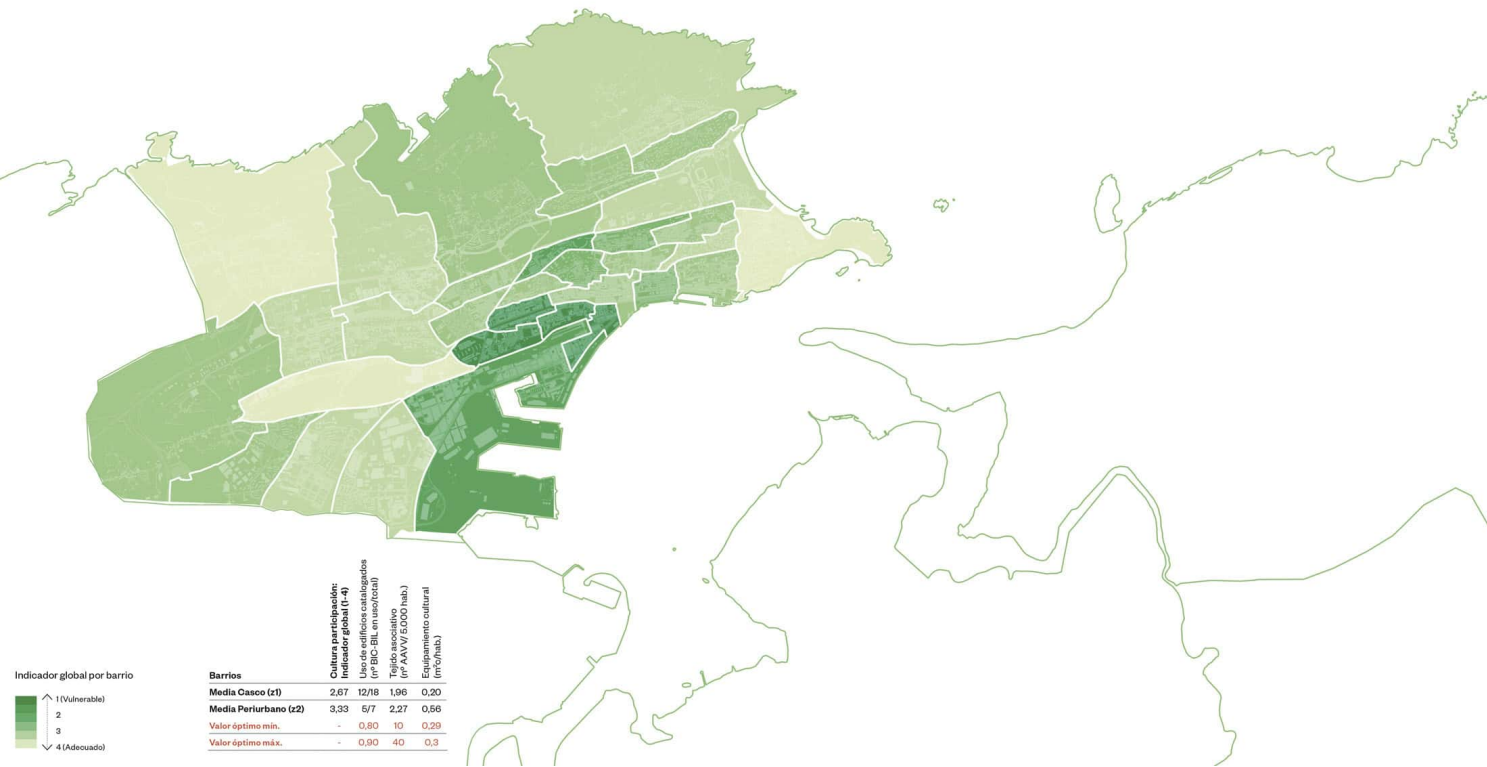 Indicador global por barrio
1 (Vulnerable)
2
3
4 (Adecuado)
Cultura participación:
Indicador global (1-4)
Uso de edificios catalogados
(nº BIC-BIL en uso/total)
Tejido asociativo
(nº AAVV/ 5.000 hab.)
Equipamiento cultural
(m²c/hab.)
Barrios
Media Casco (z1) 2,67 12/18 1,96 0,20
Media Periurbano (z2) 3,33 5/7 2,27 0,56
Valor óptimo mín. - 0,80 10 0,29
Valor óptimo máx. - 0,90 40 0,3